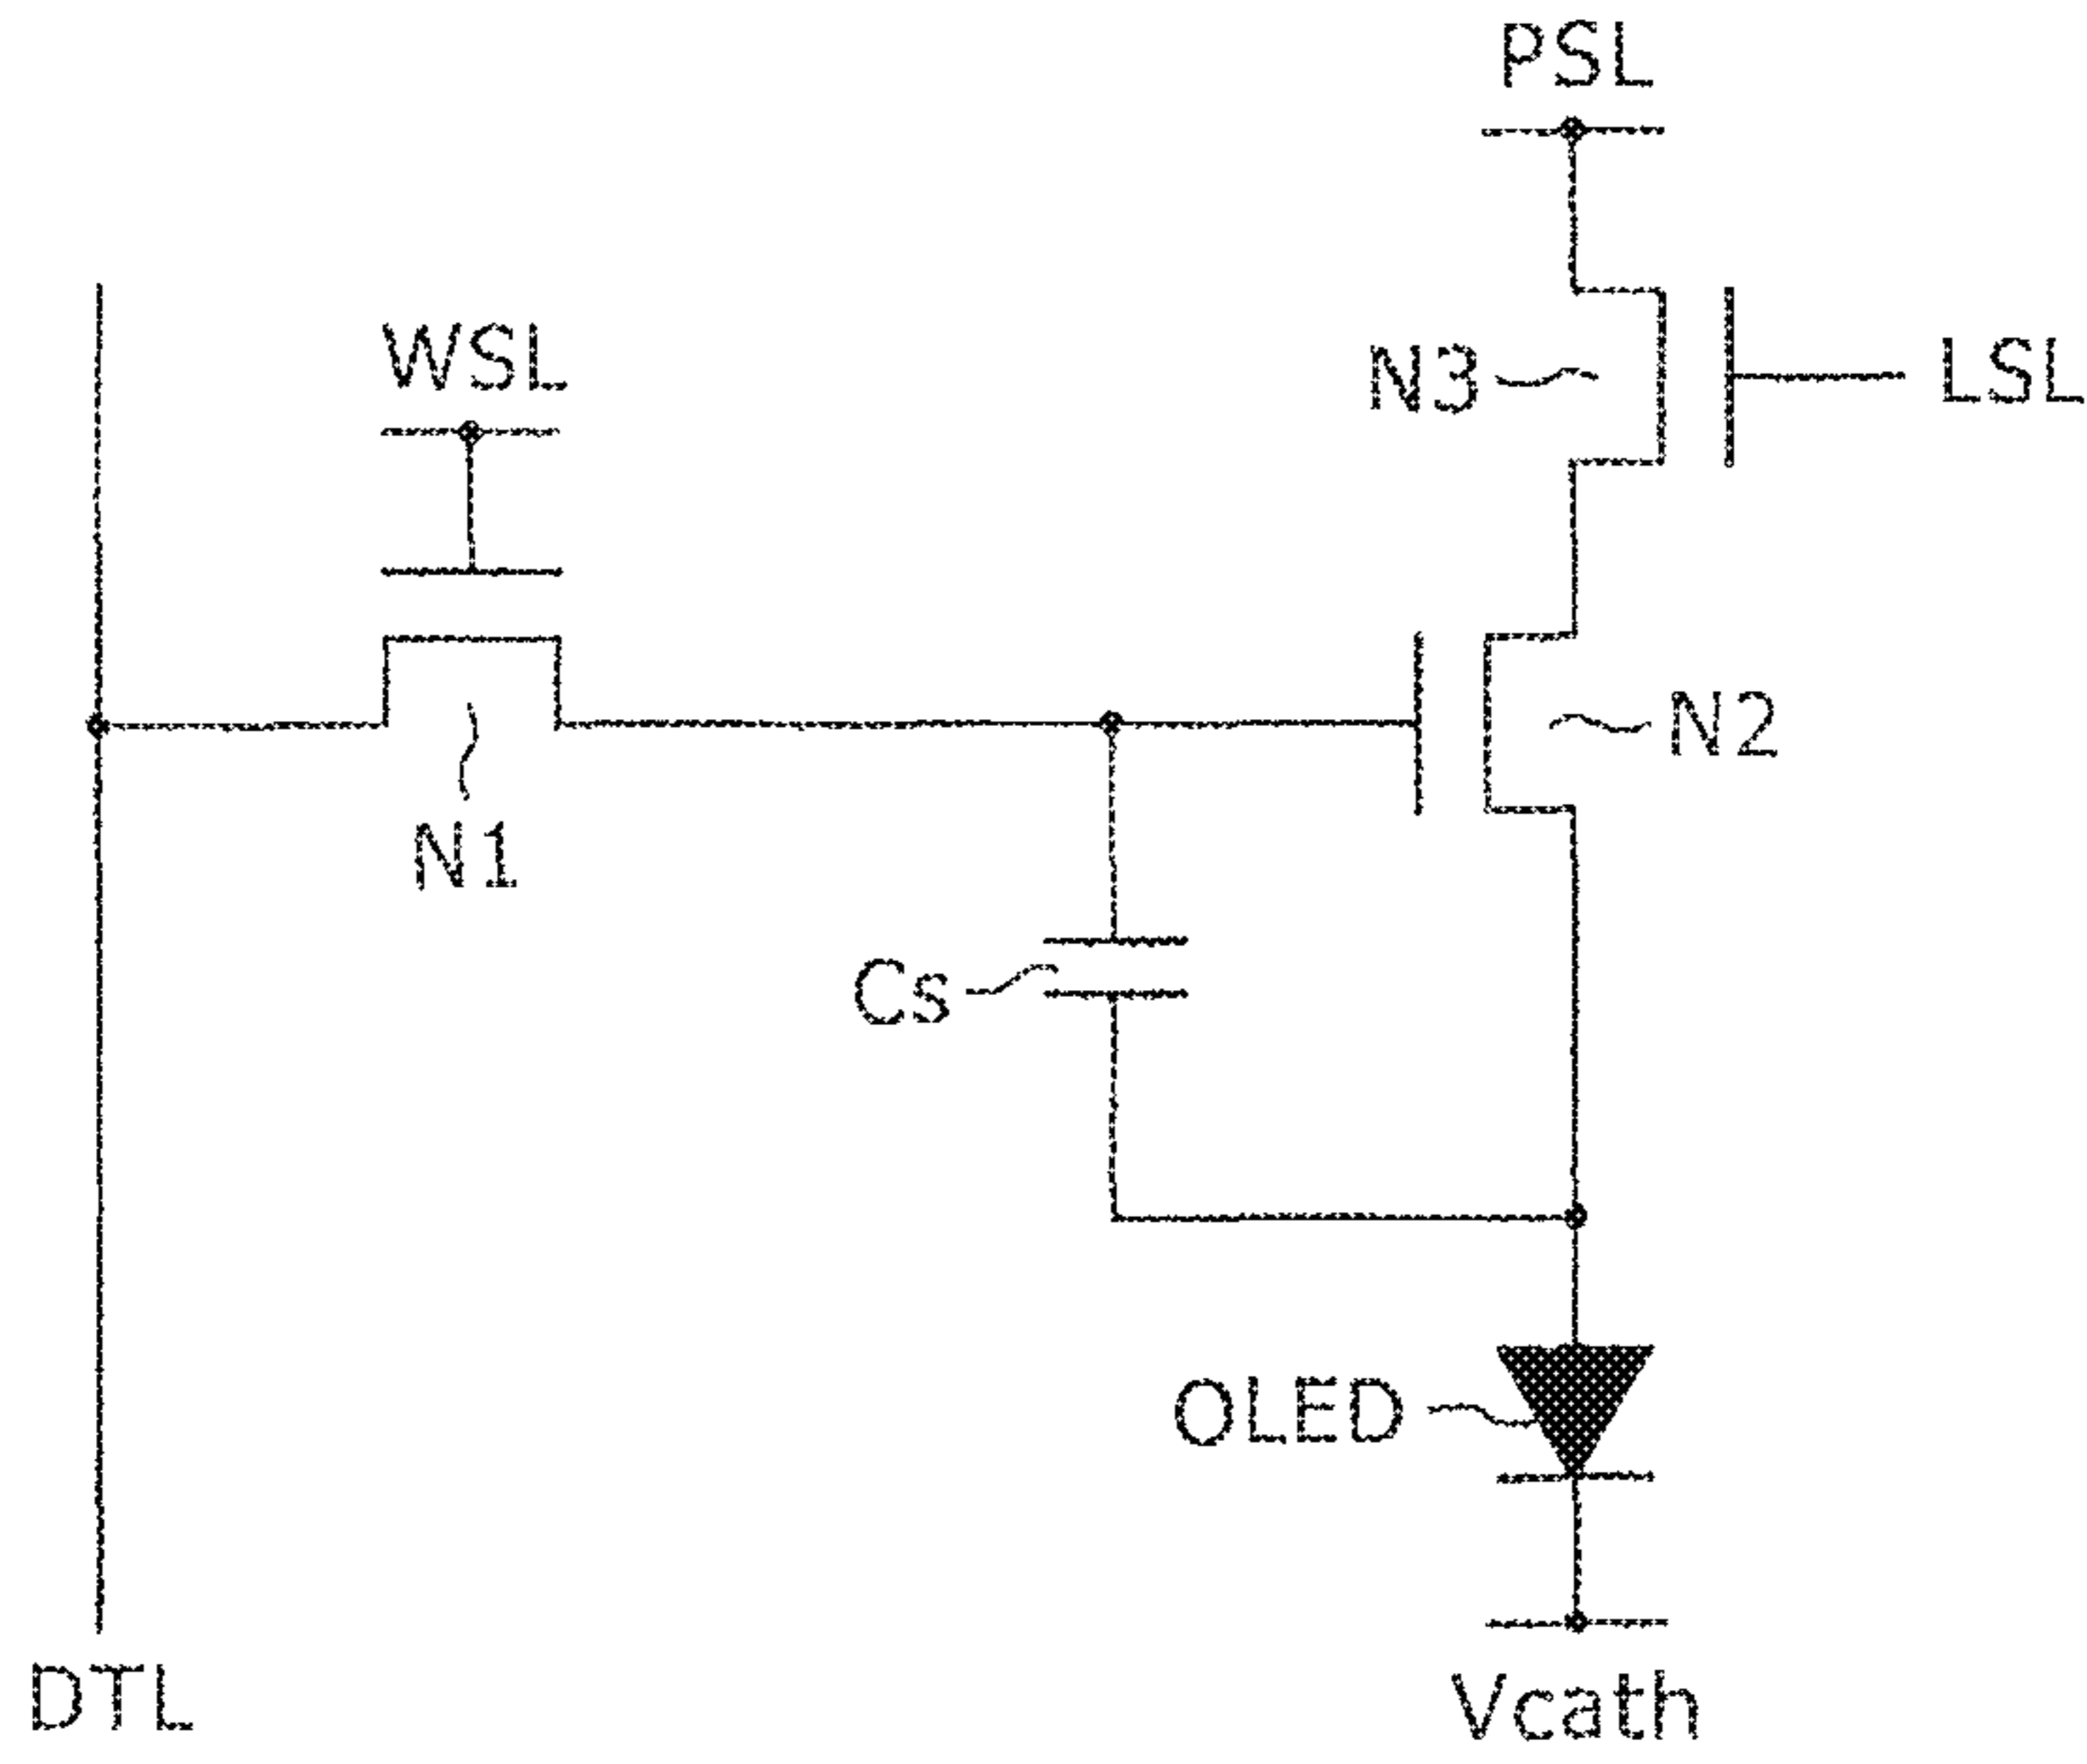 PSL
WSL
N3
LSL
N2
N1
Cs
OLED
DTL
Vcath